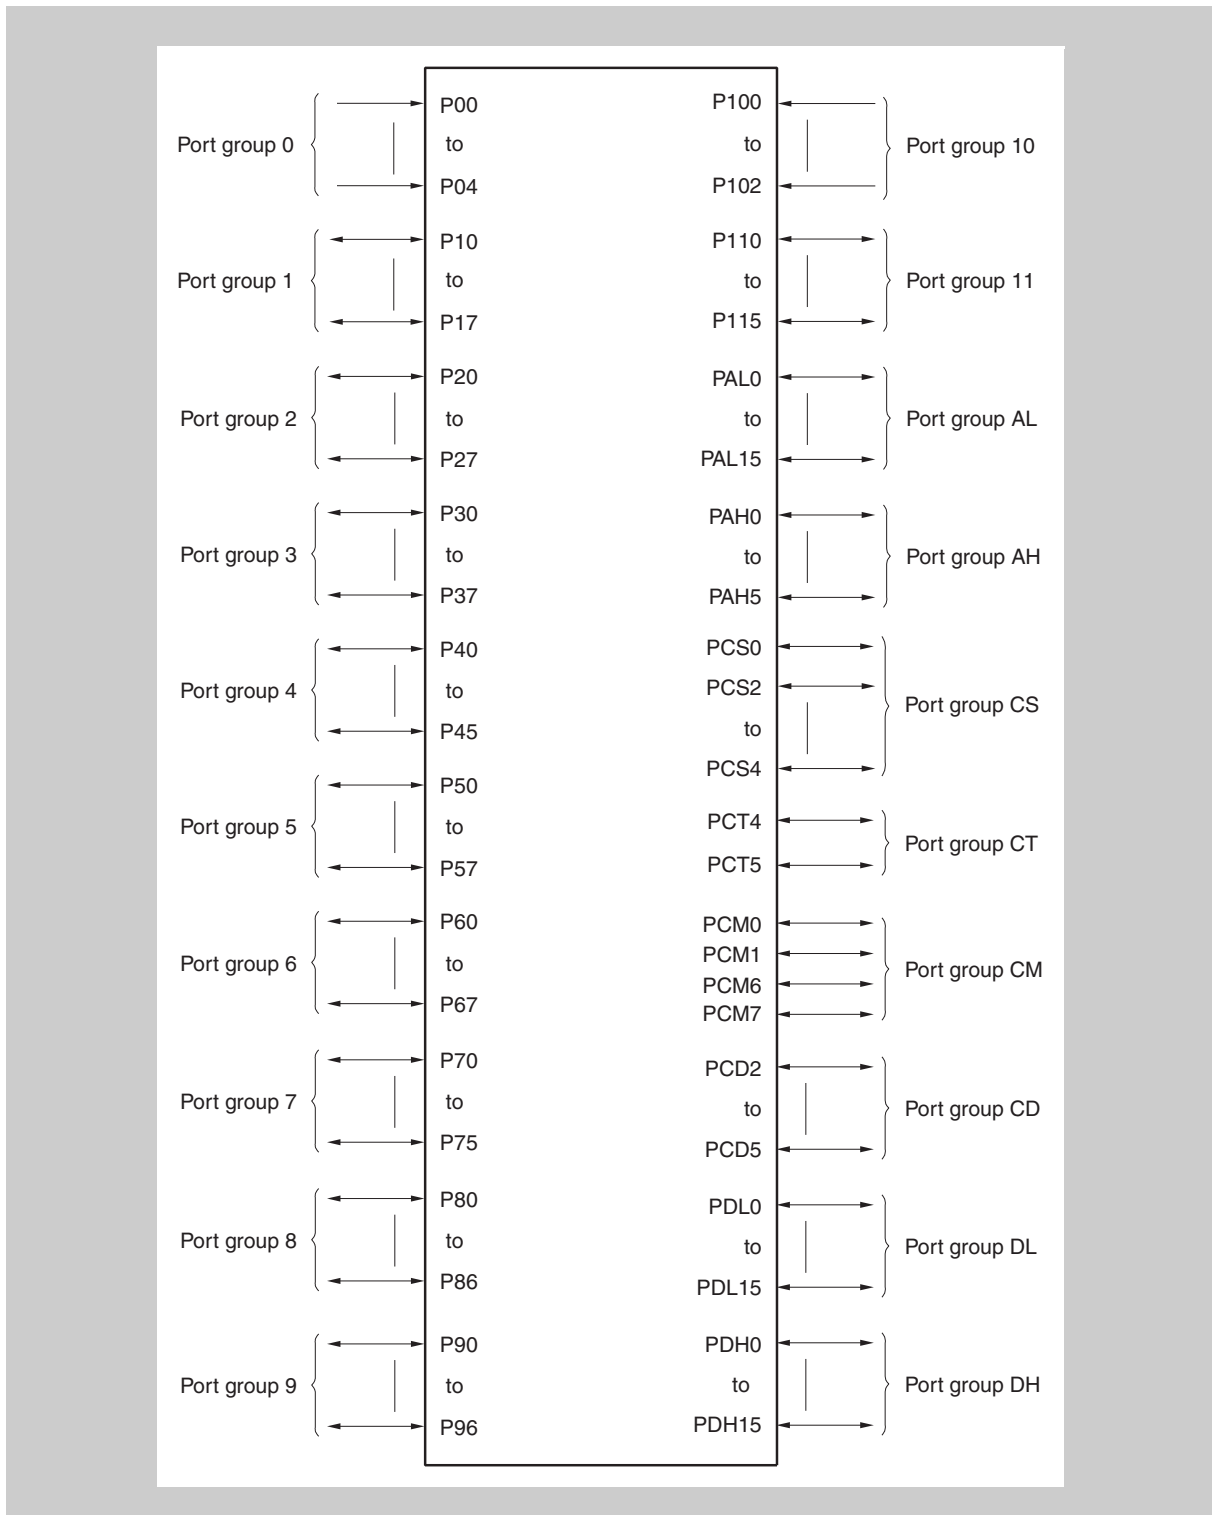 Port group 0
P00
to
P04
Port group 1
P10
to
P17
Port group 2
P20
to
P27
Port group 3
P30
to
P37
Port group 4
P40
to
P45
Port group 5
P50
to
P57
Port group 6
P60
to
P67
Port group 7
P70
to
P75
Port group 8
P80
to
P86
Port group 9
P90
to
P96
P100
to
P102
Port group 10
P110
to
P115
Port group 11
PAL0
to
PAL15
Port group AL
PAH0
to
PAH5
Port group AH
PCS0
PCS2
to
PCS4
Port group CS
PCT4
PCT5
Port group CT
PCM0
PCM1
PCM6
PCM7
Port group CM
PCD2
to
PCD5
Port group CD
PDL0
to
PDL15
Port group DL
PDH0
to
PDH15
Port group DH